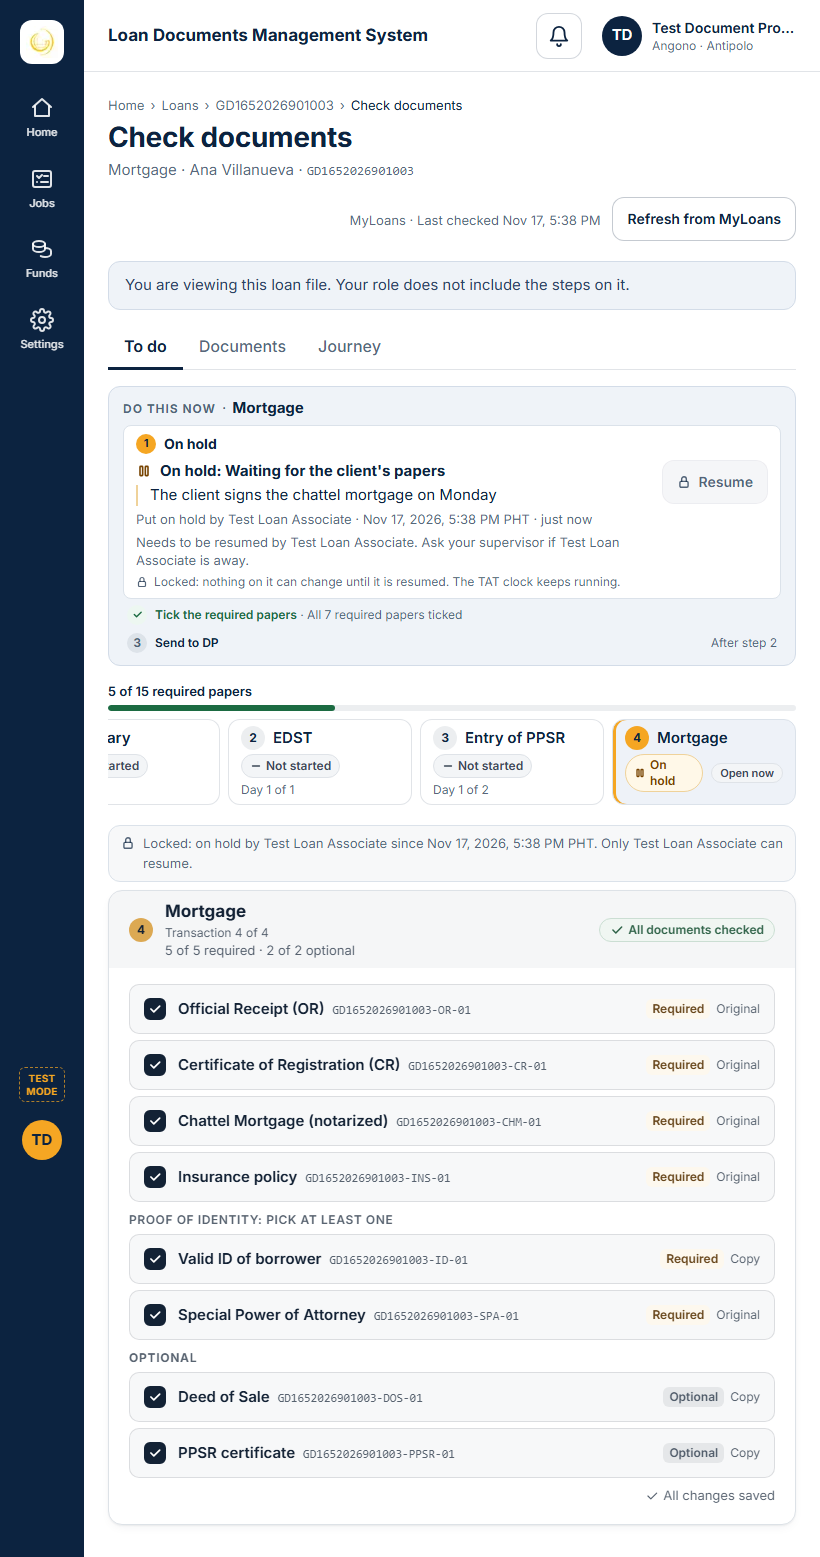 Loan Documents Management System
TD
Test Document Pro...
Angono · Antipolo
Home
Jobs
Funds
Settings
TEST
MODE
TD
Home › Loans › GD1652026901003 › Check documents
Check documents
Mortgage · Ana Villanueva · GD1652026901003
MyLoans · Last checked Nov 17, 5:38 PM
Refresh from MyLoans
You are viewing this loan file. Your role does not include the steps on it.
To do
Documents
Journey
DO THIS NOW · Mortgage
1 On hold
On hold: Waiting for the client's papers
The client signs the chattel mortgage on Monday
Put on hold by Test Loan Associate · Nov 17, 2026, 5:38 PM PHT · just now
Needs to be resumed by Test Loan Associate. Ask your supervisor if Test Loan
Associate is away.
Locked: nothing on it can change until it is resumed. The TAT clock keeps running.
Resume
Tick the required papers · All 7 required papers ticked
3 Send to DP
After step 2
5 of 15 required papers
ary
arted
2 EDST
Not started
Day 1 of 1
3 Entry of PPSR
Not started
Day 1 of 2
4 Mortgage
On
hold
Open now
Locked: on hold by Test Loan Associate since Nov 17, 2026, 5:38 PM PHT. Only Test Loan Associate can
resume.
4
Mortgage
Transaction 4 of 4
5 of 5 required · 2 of 2 optional
All documents checked
Official Receipt (OR) GD1652026901003-OR-01 Required Original
Certificate of Registration (CR) GD1652026901003-CR-01 Required Original
Chattel Mortgage (notarized) GD1652026901003-CHM-01 Required Original
Insurance policy GD1652026901003-INS-01 Required Original
PROOF OF IDENTITY: PICK AT LEAST ONE
Valid ID of borrower GD1652026901003-ID-01 Required Copy
Special Power of Attorney GD1652026901003-SPA-01 Required Original
OPTIONAL
Deed of Sale GD1652026901003-DOS-01 Optional Copy
PPSR certificate GD1652026901003-PPSR-01 Optional Copy
All changes saved